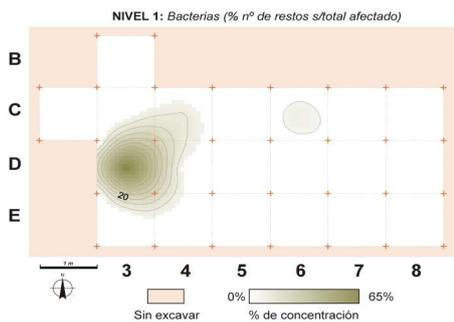 NIVEL 1: Bacterias (% nº de restos s/total afectado)
B
C
D
E
20
1 m
N
3 4 5 6 7 8
Sin excavar
0% 65%
% de concentración